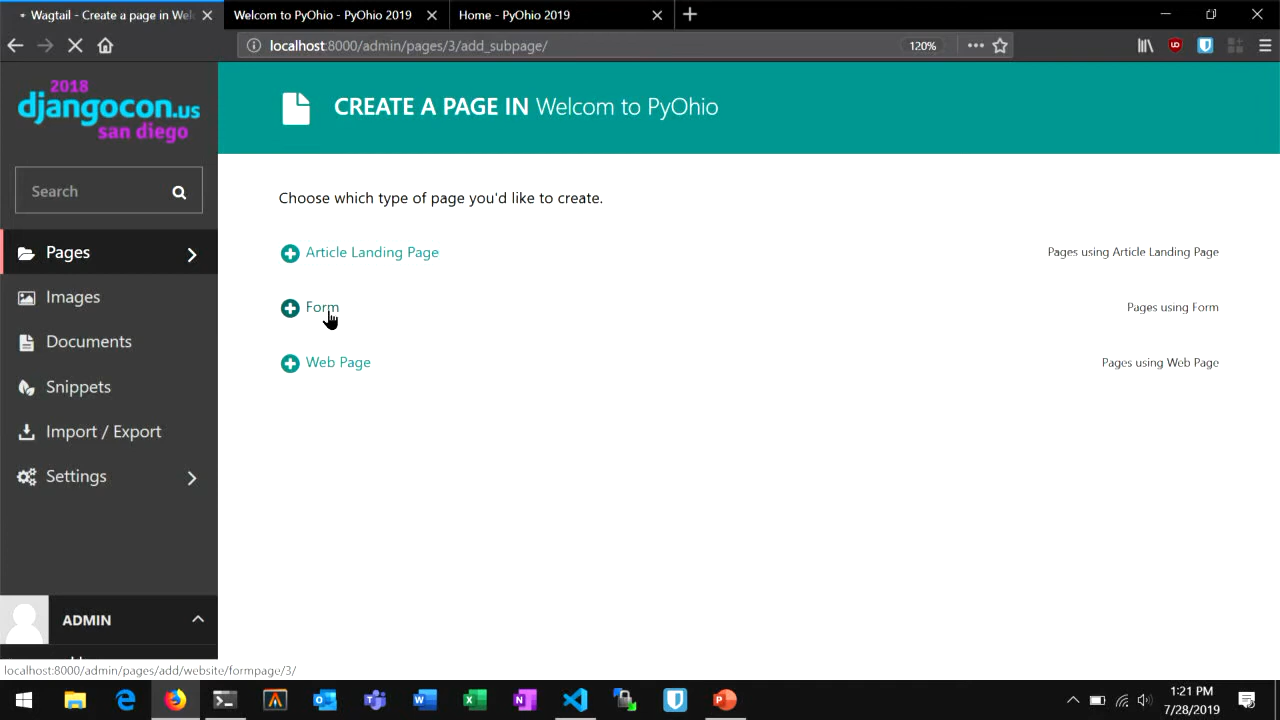 Wagtail - Create a page in Wel
Welcom to PyOhio - PyOhio 2019
Home - PyOhio 2019
localhost:8000/admin/pages/3/add_subpage/
120%
2018
djangocon.us
san diego
CREATE A PAGE IN Welcom to PyOhio
Search
Choose which type of page you'd like to create.
Pages
Article Landing Page
Pages using Article Landing Page
Images
Form
Pages using Form
Documents
Web Page
Pages using Web Page
Snippets
Import / Export
Settings
ADMIN
localhost:8000/admin/pages/add/website/formpage/3/
1:21 PM
7/28/2019